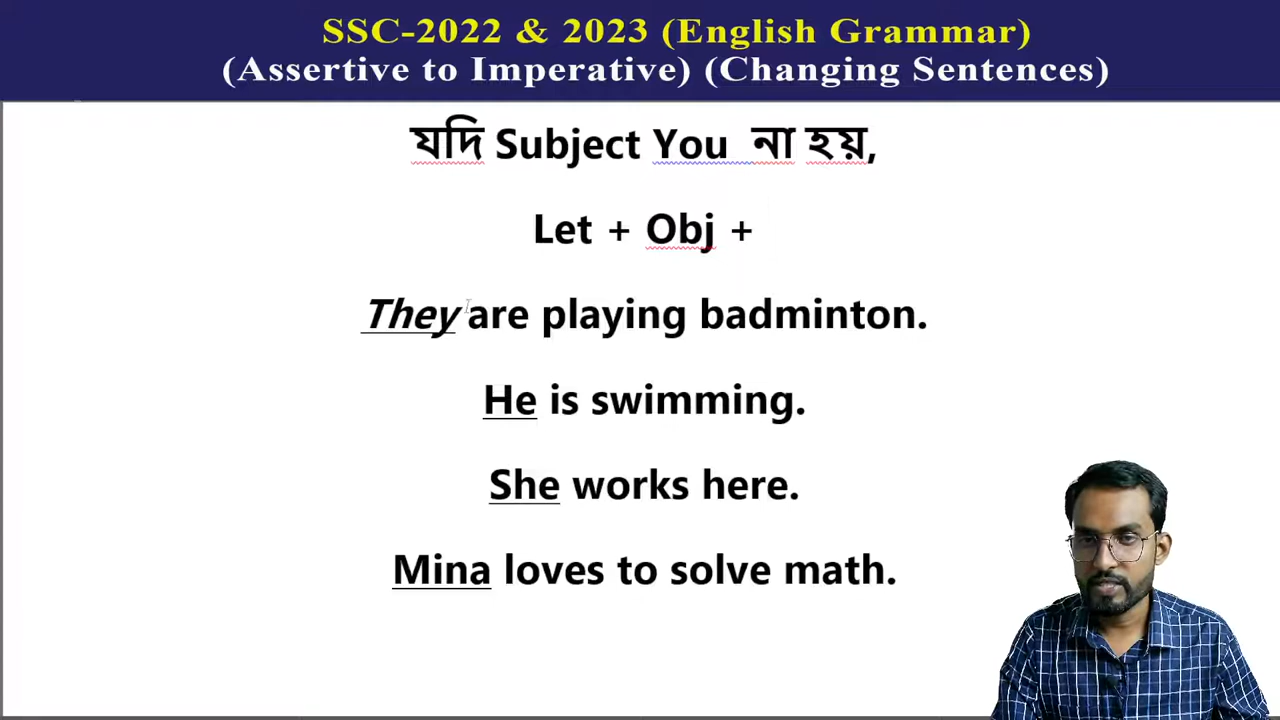 SSC-2022 & 2023 (English Grammar)
(Assertive to Imperative) (Changing Sentences)
যদি Subject You না হয়,
Let + Obj +
They are playing badminton.
He is swimming.
She works here.
Mina loves to solve math.